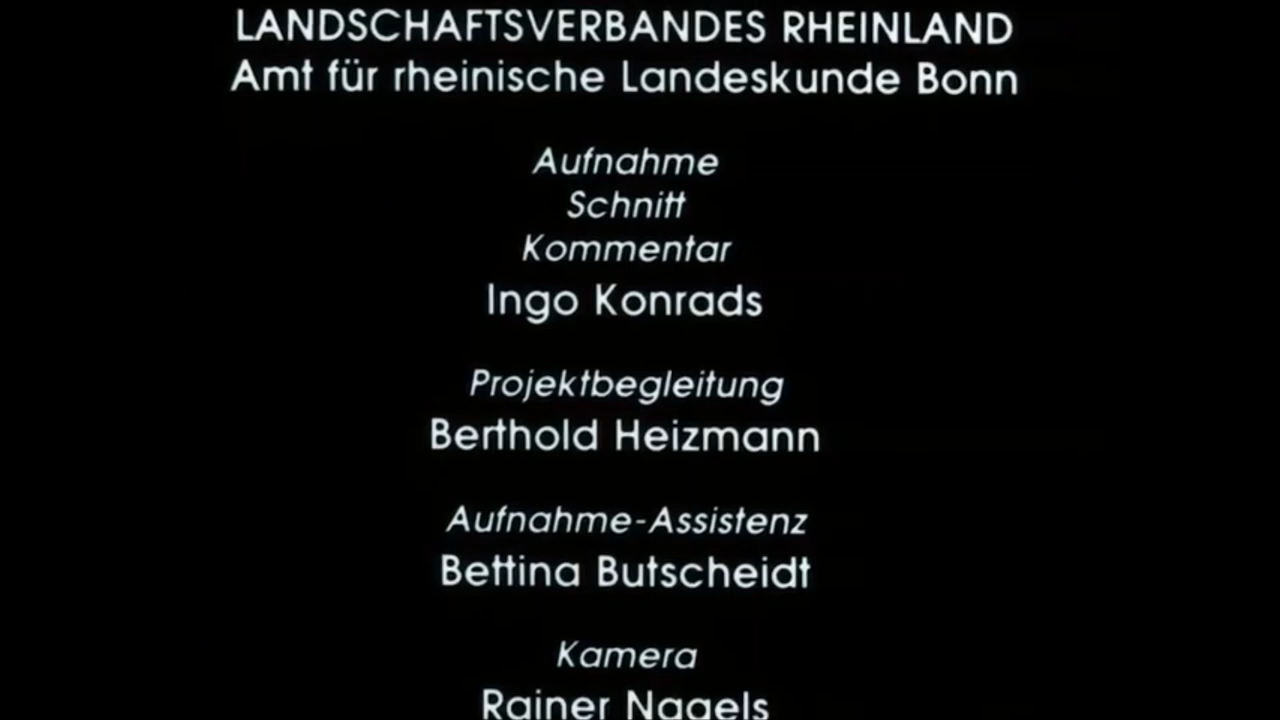 LANDSCHAFTSVERBANDES RHEINLAND
Amt für rheinische Landeskunde Bonn
Aufnahme
Schnitt
Kommentar
Ingo Konrads
Projektbegleitung
Berthold Heizmann
Aufnahme-Assistenz
Bettina Butscheidt
Kamera
Rainer Nagels